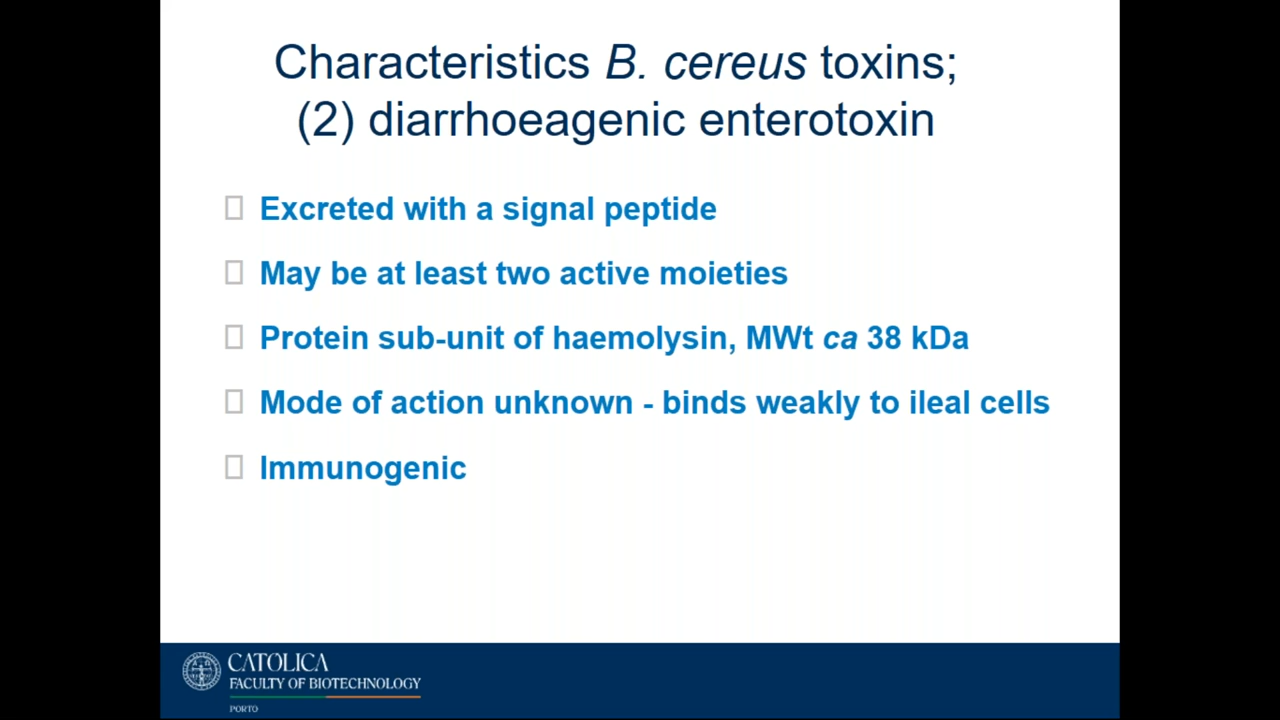 Characteristics B. cereus toxins;
(2) diarrhoeagenic enterotoxin
Excreted with a signal peptide
May be at least two active moieties
Protein sub-unit of haemolysin, MWt ca 38 kDa
Mode of action unknown - binds weakly to ileal cells
Immunogenic
CATOLICA
FACULTY OF BIOTECHNOLOGY
PORTO